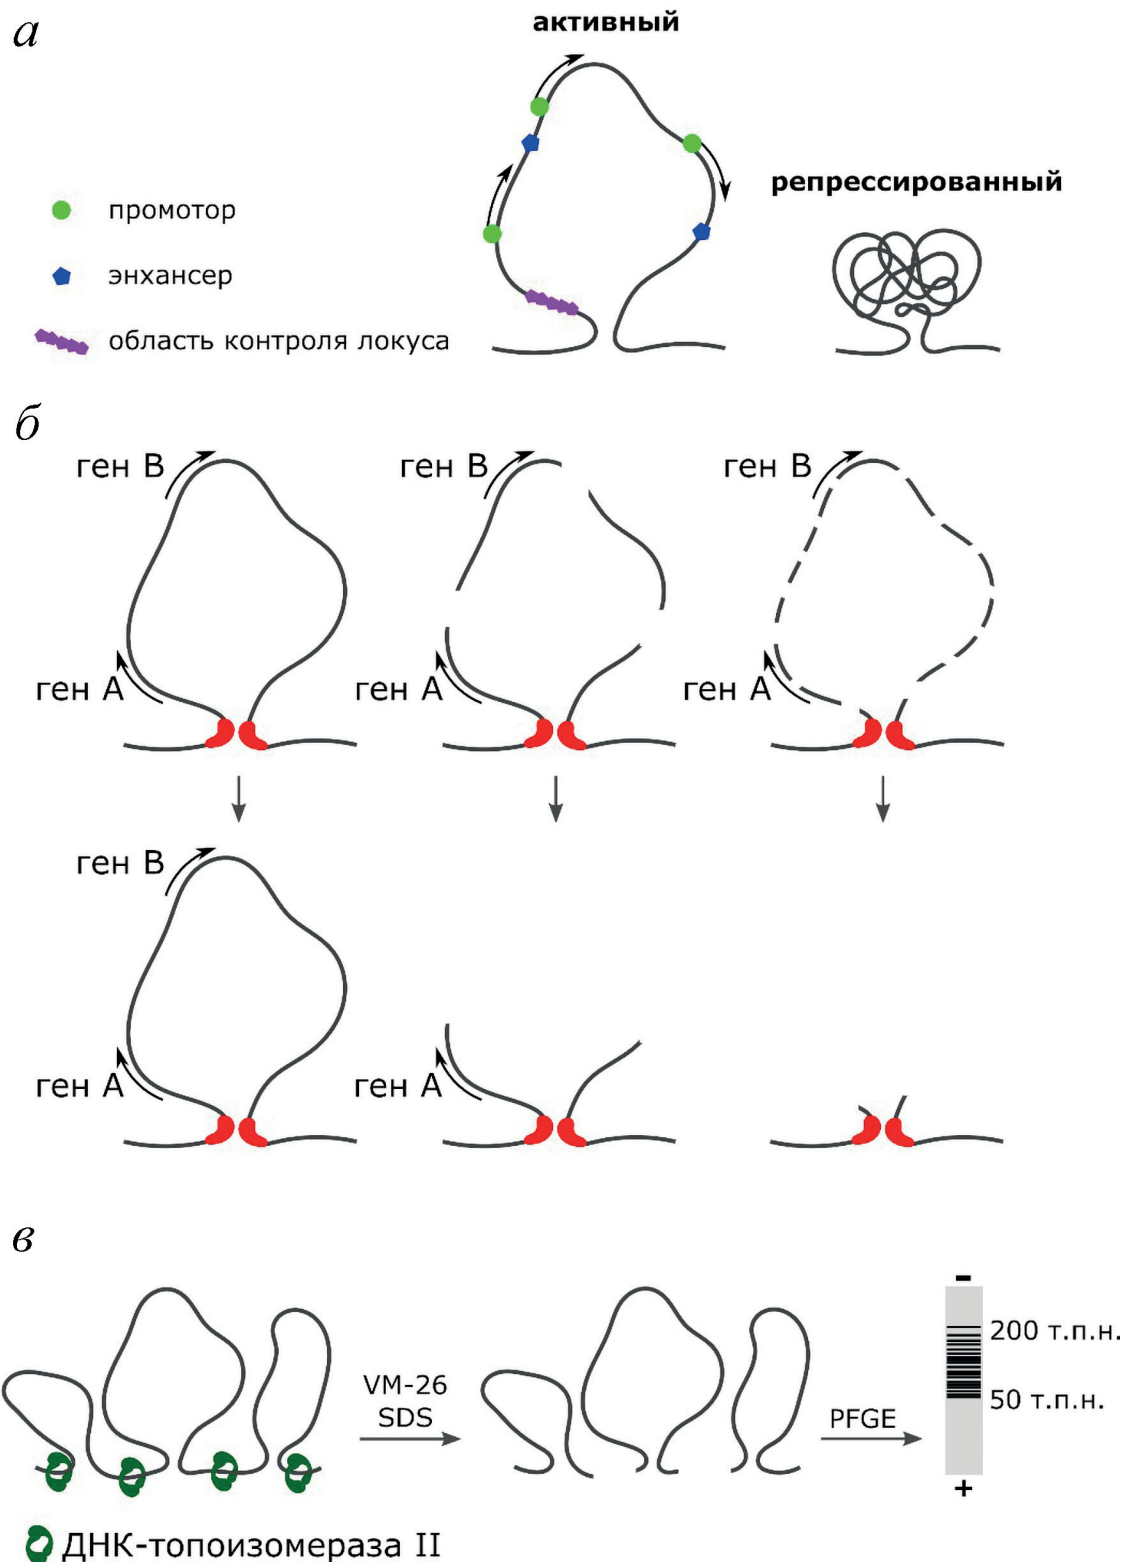 а
активный
репрессированный
промотор
энхансер
область контроля локуса
б
ген B
ген B
ген B
ген A
ген A
ген A
ген B
ген A
ген A
в
VM-26
SDS
PFGE
-
200 т.п.н.
50 т.п.н.
+
ДНК-топоизомераза II